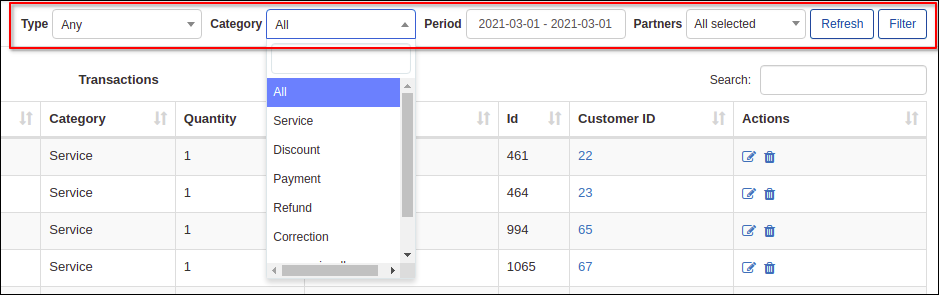 Type Any Category All Period 2021-03-01 - 2021-03-01 Partners All selected Refresh Filter
Transactions Search:
Category Quantity Id Customer ID Actions
All
Service
Discount
Payment
Refund
Correction
Service 1 461 22
Service 1 464 23
Service 1 994 65
Service 1 1065 67